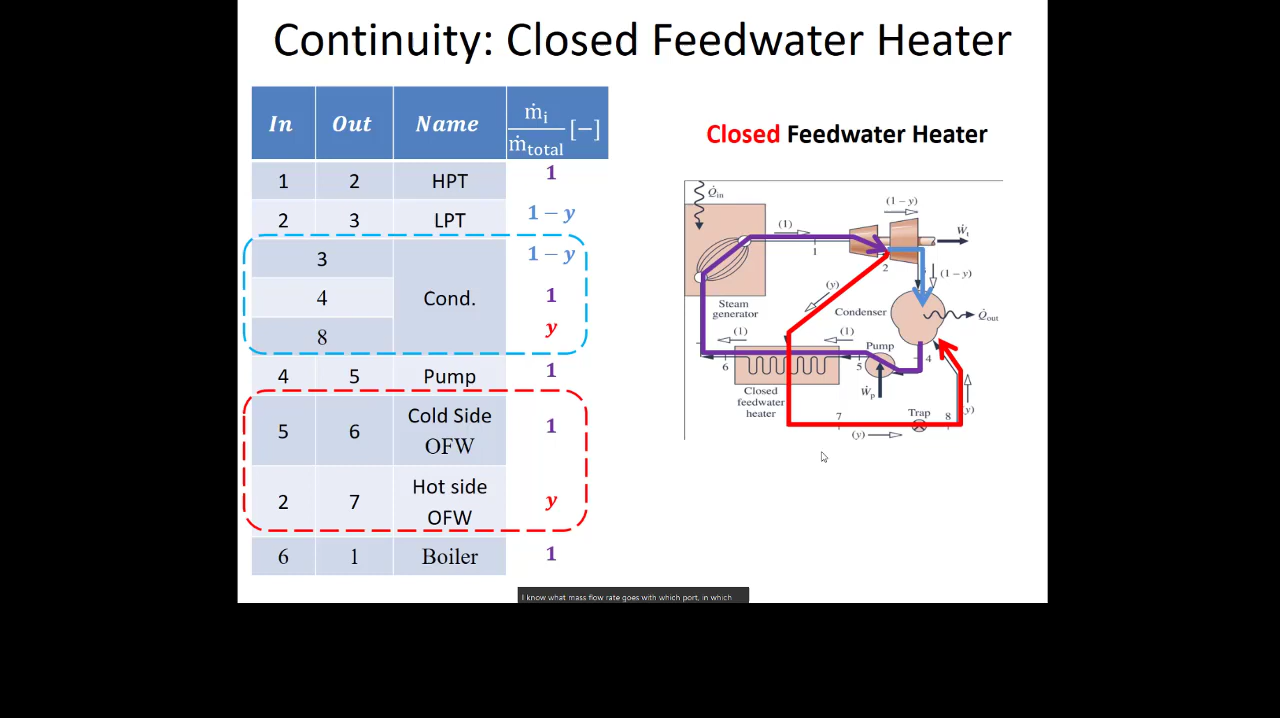 Continuity: Closed Feedwater Heater
In Out Name ṁi/ṁtotal [−]
1 2 HPT 1
2 3 LPT 1 − y
3 1 − y
4 Cond. 1
8 y
4 5 Pump 1
5 6 Cold Side OFW 1
2 7 Hot side OFW y
6 1 Boiler 1
Closed Feedwater Heater
Q̇in
(1 − y)
(1)
Ẇt
1
2
(y)
(1 − y)
Steam
generator
Condenser
Q̇out
(1)
(1)
Pump
4
6
5
Closed
feedwater
heater
Ẇp
7
Trap
8
(y)
(y)
I know what mass flow rate goes with which port, in which